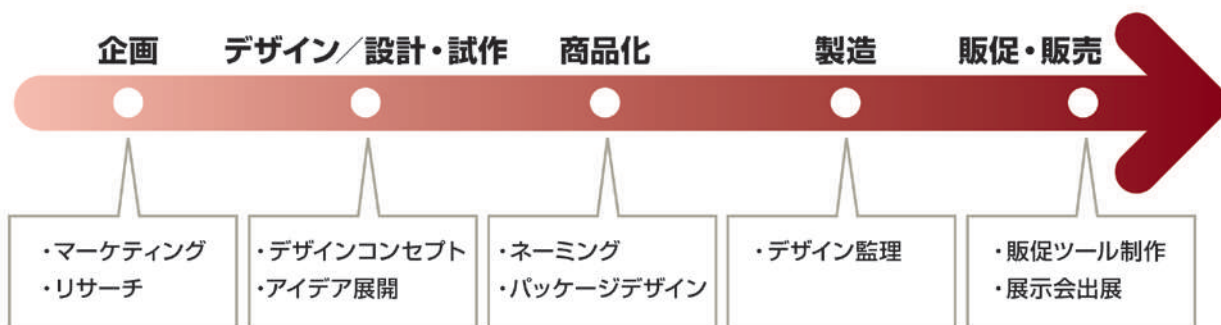 企画
デザイン/設計・試作
商品化
製造
販促・販売
・マーケティング
・リサーチ
・デザインコンセプト
・アイデア展開
・ネーミング
・パッケージデザイン
・デザイン監理
・販促ツール制作
・展示会出展